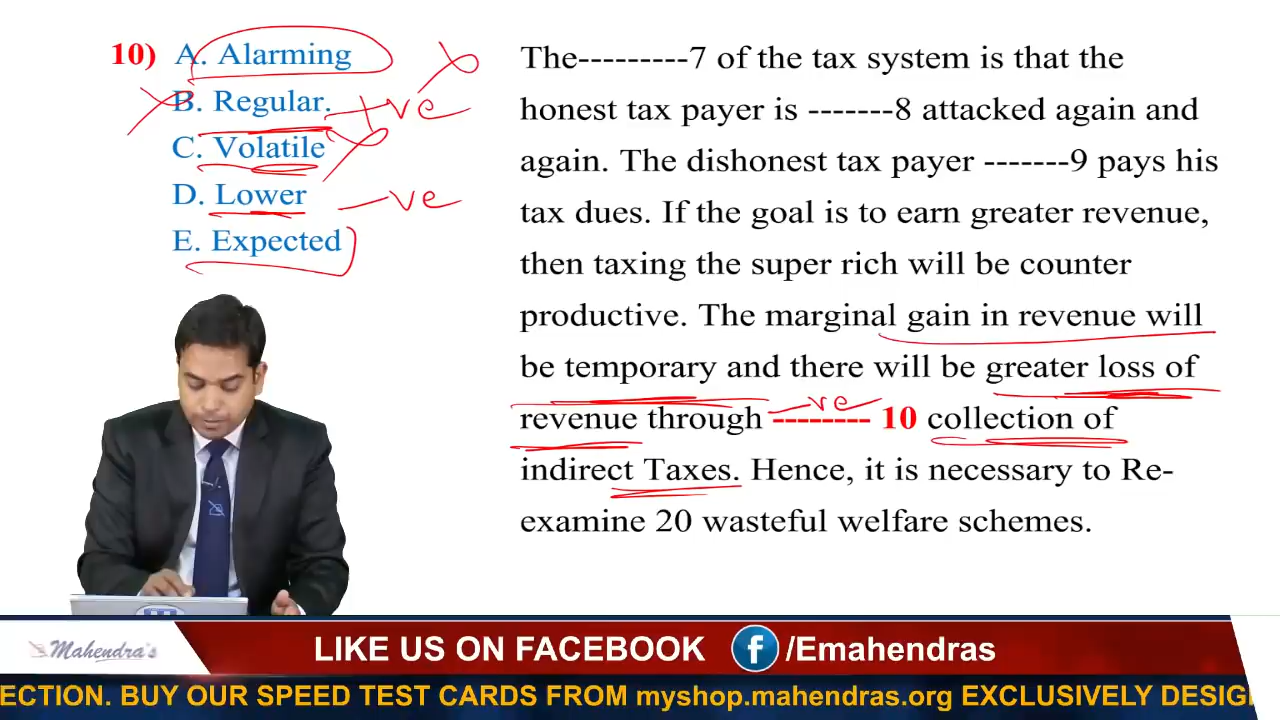 10) A. Alarming
B. Regular. +ve
C. Volatile
D. Lower -ve
E. Expected
The---------7 of the tax system is that the
honest tax payer is -------8 attacked again and
again. The dishonest tax payer -------9 pays his
tax dues. If the goal is to earn greater revenue,
then taxing the super rich will be counter
productive. The marginal gain in revenue will
be temporary and there will be greater loss of
-ve
revenue through -------- 10 collection of
indirect Taxes. Hence, it is necessary to Re-
examine 20 wasteful welfare schemes.
Mahendra's
LIKE US ON FACEBOOK f /Emahendras
ECTION. BUY OUR SPEED TEST CARDS FROM myshop.mahendras.org EXCLUSIVELY DESIG